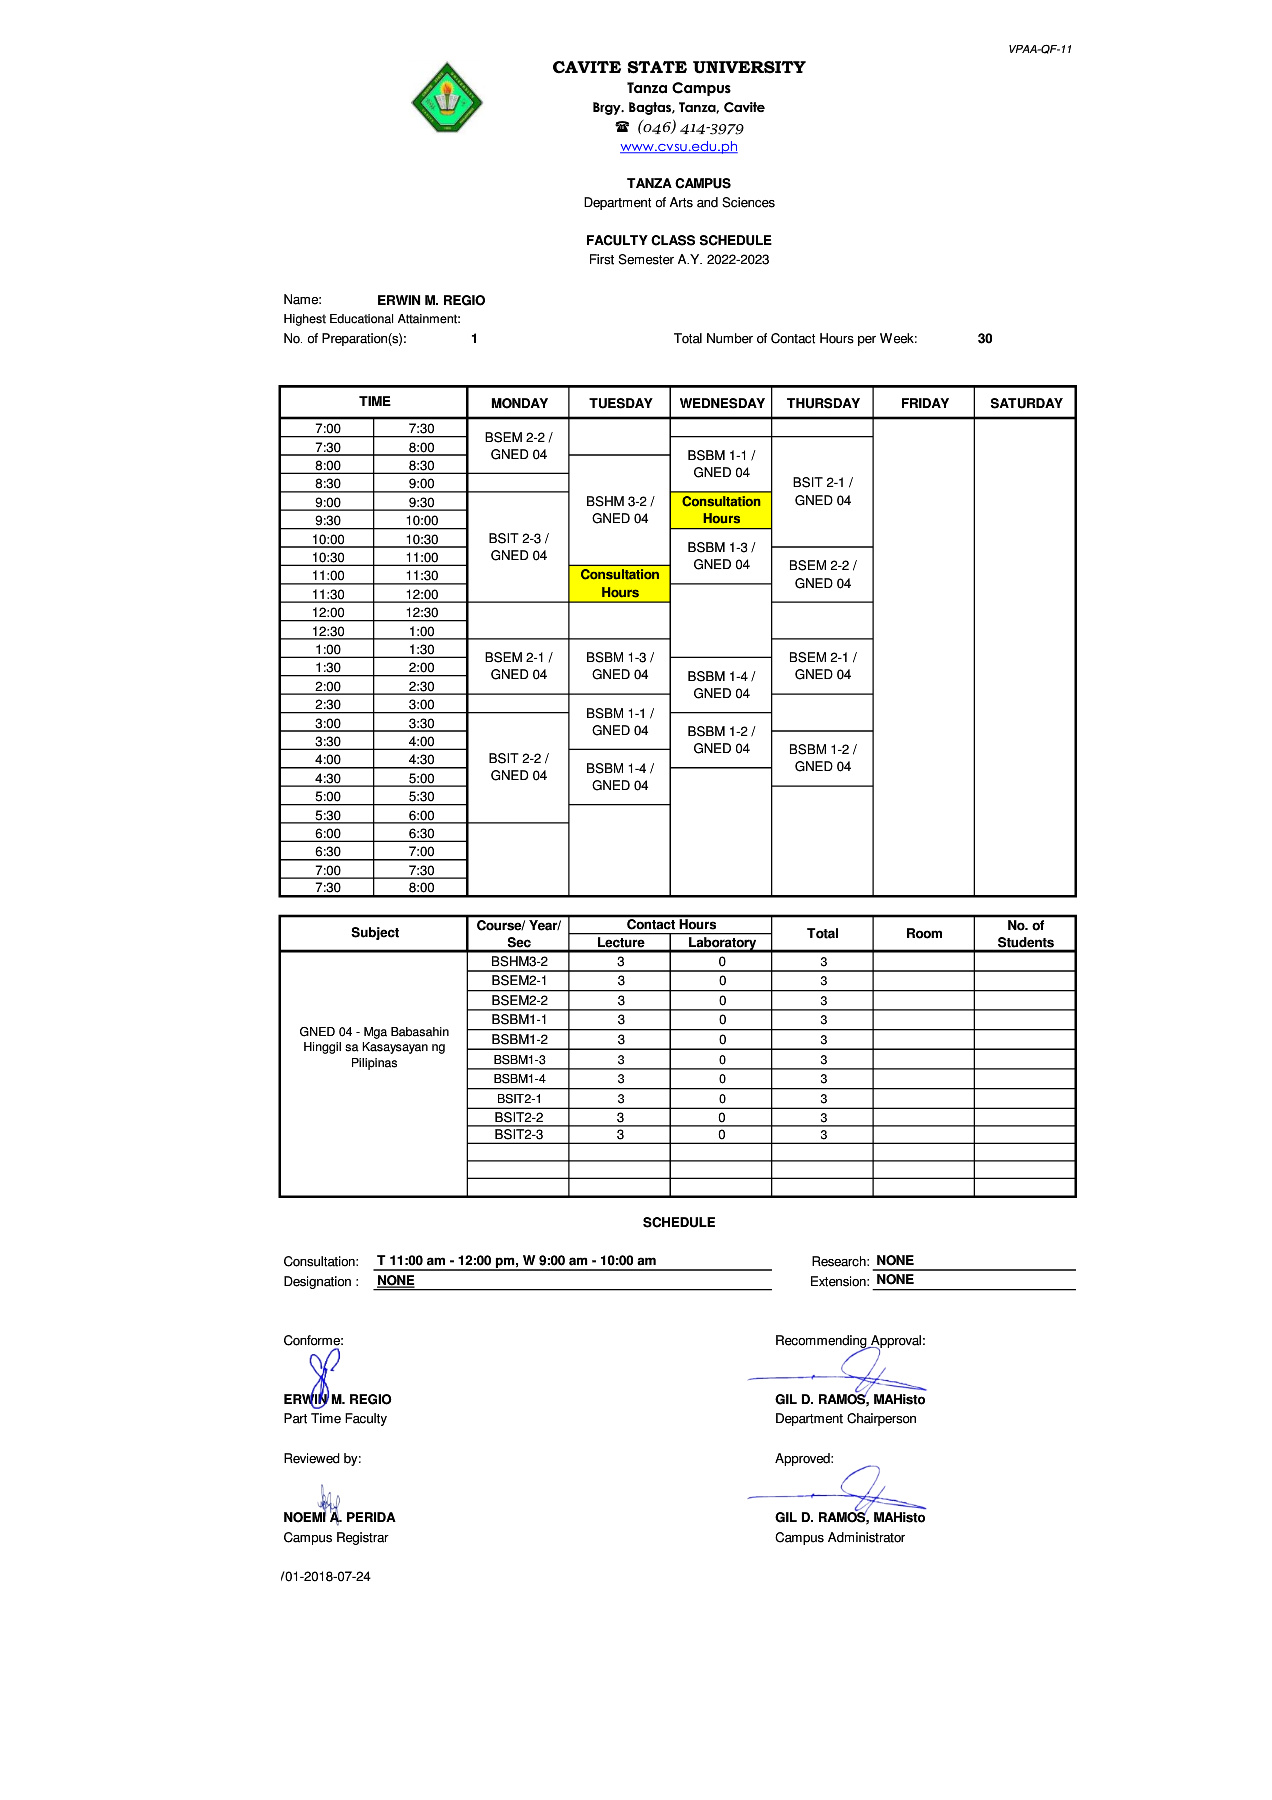 VPAA-QF-11
CAVITE STATE UNIVERSITY
Tanza Campus
Brgy. Bagtas, Tanza, Cavite
☎ (046) 414-3979
www.cvsu.edu.ph
TANZA CAMPUS
Department of Arts and Sciences
FACULTY CLASS SCHEDULE
First Semester A.Y. 2022-2023
Name: ERWIN M. REGIO
Highest Educational Attainment:
No. of Preparation(s): 1 Total Number of Contact Hours per Week: 30
TIME MONDAY TUESDAY WEDNESDAY THURSDAY FRIDAY SATURDAY
7:00 7:30
7:30 8:00
8:00 8:30
8:30 9:00
9:00 9:30
9:30 10:00
10:00 10:30
10:30 11:00
11:00 11:30
11:30 12:00
12:00 12:30
12:30 1:00
1:00 1:30
1:30 2:00
2:00 2:30
2:30 3:00
3:00 3:30
3:30 4:00
4:00 4:30
4:30 5:00
5:00 5:30
5:30 6:00
6:00 6:30
6:30 7:00
7:00 7:30
7:30 8:00
BSEM 2-2 /
GNED 04
BSIT 2-3 /
GNED 04
BSEM 2-1 /
GNED 04
BSIT 2-2 /
GNED 04
BSHM 3-2 /
GNED 04
Consultation
Hours
BSBM 1-3 /
GNED 04
BSBM 1-1 /
GNED 04
BSBM 1-4 /
GNED 04
BSBM 1-1 /
GNED 04
Consultation
Hours
BSBM 1-3 /
GNED 04
BSBM 1-4 /
GNED 04
BSBM 1-2 /
GNED 04
BSIT 2-1 /
GNED 04
BSEM 2-2 /
GNED 04
BSEM 2-1 /
GNED 04
BSBM 1-2 /
GNED 04
Subject Course/ Year/ Contact Hours Total Room No. of
Sec Lecture Laboratory Students
GNED 04 - Mga Babasahin
Hinggil sa Kasaysayan ng
Pilipinas
BSHM3-2 3 0 3
BSEM2-1 3 0 3
BSEM2-2 3 0 3
BSBM1-1 3 0 3
BSBM1-2 3 0 3
BSBM1-3 3 0 3
BSBM1-4 3 0 3
BSIT2-1 3 0 3
BSIT2-2 3 0 3
BSIT2-3 3 0 3
SCHEDULE
Consultation: T 11:00 am - 12:00 pm, W 9:00 am - 10:00 am Research: NONE
Designation : NONE Extension: NONE
Conforme: Recommending Approval:
ERWIN M. REGIO GIL D. RAMOS, MAHisto
Part Time Faculty Department Chairperson
Reviewed by: Approved:
NOEMI A. PERIDA GIL D. RAMOS, MAHisto
Campus Registrar Campus Administrator
/01-2018-07-24